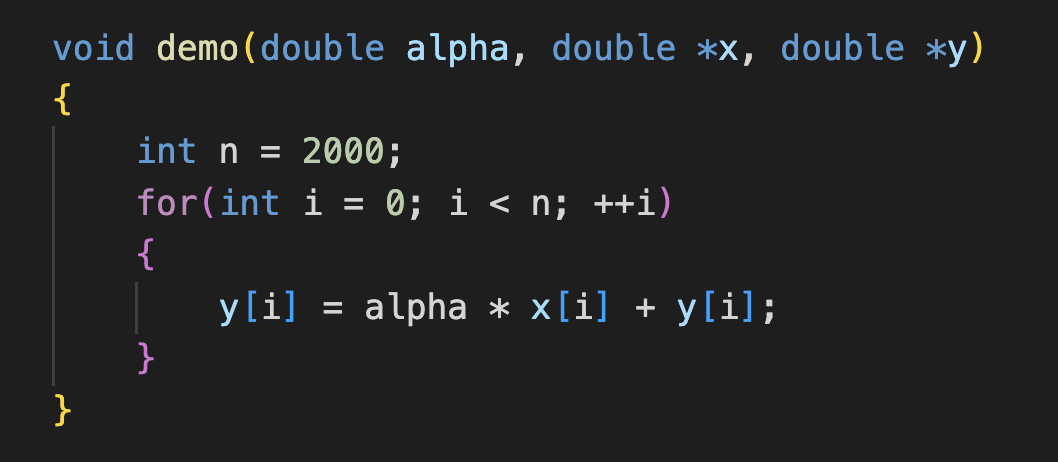 void demo(double alpha, double *x, double *y)
{
    int n = 2000;
    for(int i = 0; i < n; ++i)
    {
        y[i] = alpha * x[i] + y[i];
    }
}